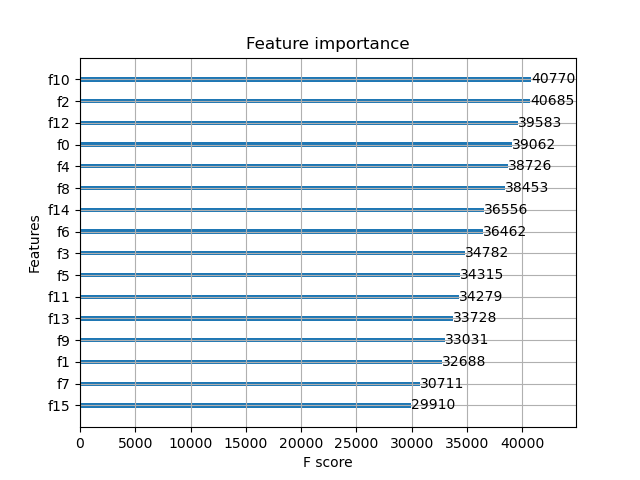 Feature importance
Features
f10 40770
f2 40685
f12 39583
f0 39062
f4 38726
f8 38453
f14 36556
f6 36462
f3 34782
f5 34315
f11 34279
f13 33728
f9 33031
f1 32688
f7 30711
f15 29910
0 5000 10000 15000 20000 25000 30000 35000 40000
F score